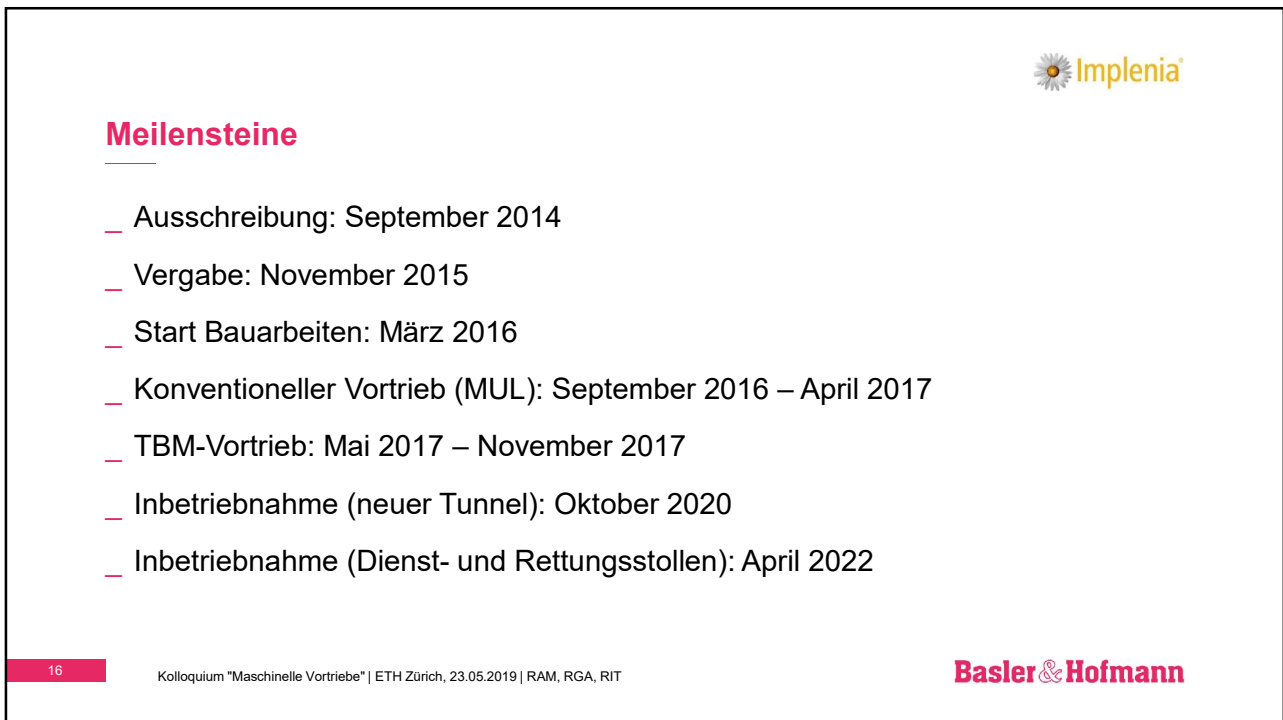 Implenia®
Meilensteine
_ Ausschreibung: September 2014
_ Vergabe: November 2015
_ Start Bauarbeiten: März 2016
_ Konventioneller Vortrieb (MUL): September 2016 – April 2017
_ TBM-Vortrieb: Mai 2017 – November 2017
_ Inbetriebnahme (neuer Tunnel): Oktober 2020
_ Inbetriebnahme (Dienst- und Rettungsstollen): April 2022
16
Kolloquium "Maschinelle Vortriebe" | ETH Zürich, 23.05.2019 | RAM, RGA, RIT
Basler & Hofmann